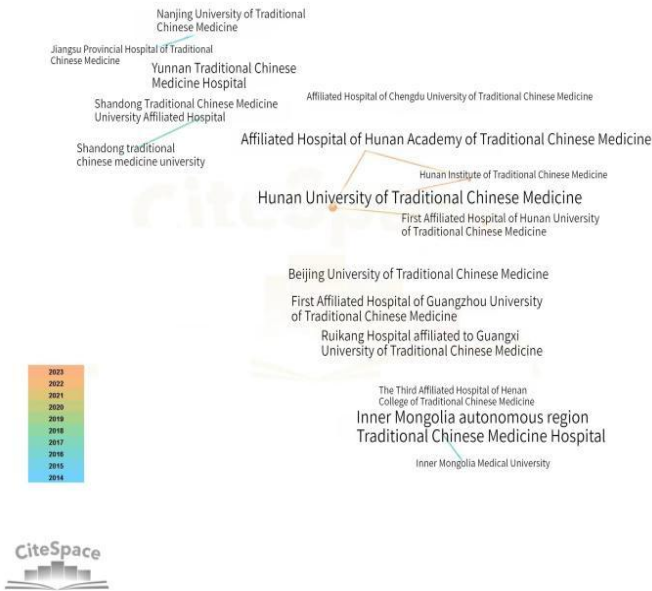 Nanjing University of Traditional
Chinese Medicine
Jiangsu Provincial Hospital of Traditional
Chinese Medicine
Yunnan Traditional Chinese
Medicine Hospital
Affiliated Hospital of Chengdu University of Traditional Chinese Medicine
Shandong Traditional Chinese Medicine
University Affiliated Hospital
Affiliated Hospital of Hunan Academy of Traditional Chinese Medicine
Shandong traditional
chinese medicine university
Hunan Institute of Traditional Chinese Medicine
Hunan University of Traditional Chinese Medicine
First Affiliated Hospital of Hunan University
of Traditional Chinese Medicine
CiteSpace
Beijing University of Traditional Chinese Medicine
First Affiliated Hospital of Guangzhou University
of Traditional Chinese Medicine
Ruikang Hospital affiliated to Guangxi
University of Traditional Chinese Medicine
The Third Affiliated Hospital of Henan
College of Traditional Chinese Medicine
Inner Mongolia autonomous region
Traditional Chinese Medicine Hospital
Inner Mongolia Medical University
2023
2022
2021
2020
2019
2018
2017
2016
2015
2014
CiteSpace